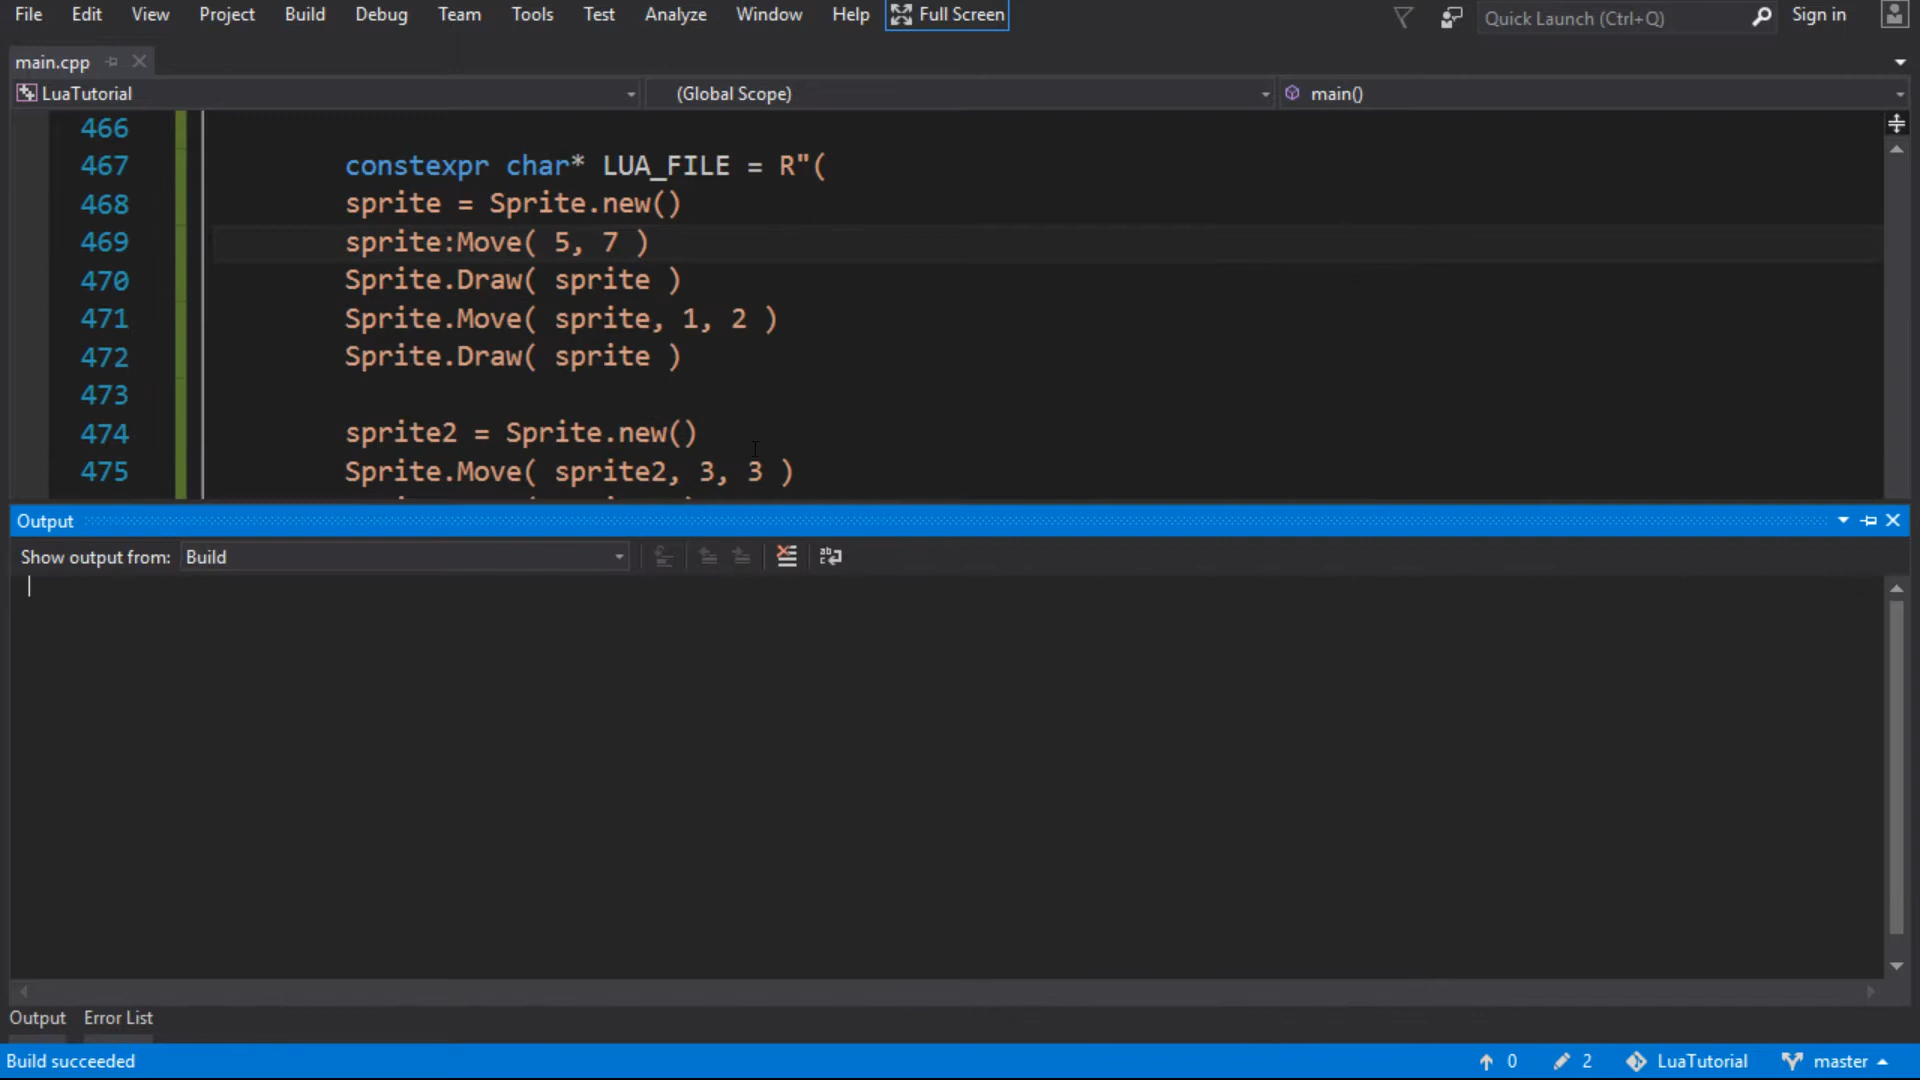 File Edit View Project Build Debug Team Tools Test Analyze Window Help Full Screen Quick Launch (Ctrl+Q) Sign in
main.cpp
LuaTutorial (Global Scope) main()
466
467 constexpr char* LUA_FILE = R"(
468 sprite = Sprite.new()
469 sprite:Move( 5, 7 )
470 Sprite.Draw( sprite )
471 Sprite.Move( sprite, 1, 2 )
472 Sprite.Draw( sprite )
473
474 sprite2 = Sprite.new()
475 Sprite.Move( sprite2, 3, 3 )
Output
Show output from: Build
Output Error List
Build succeeded 0 2 LuaTutorial master